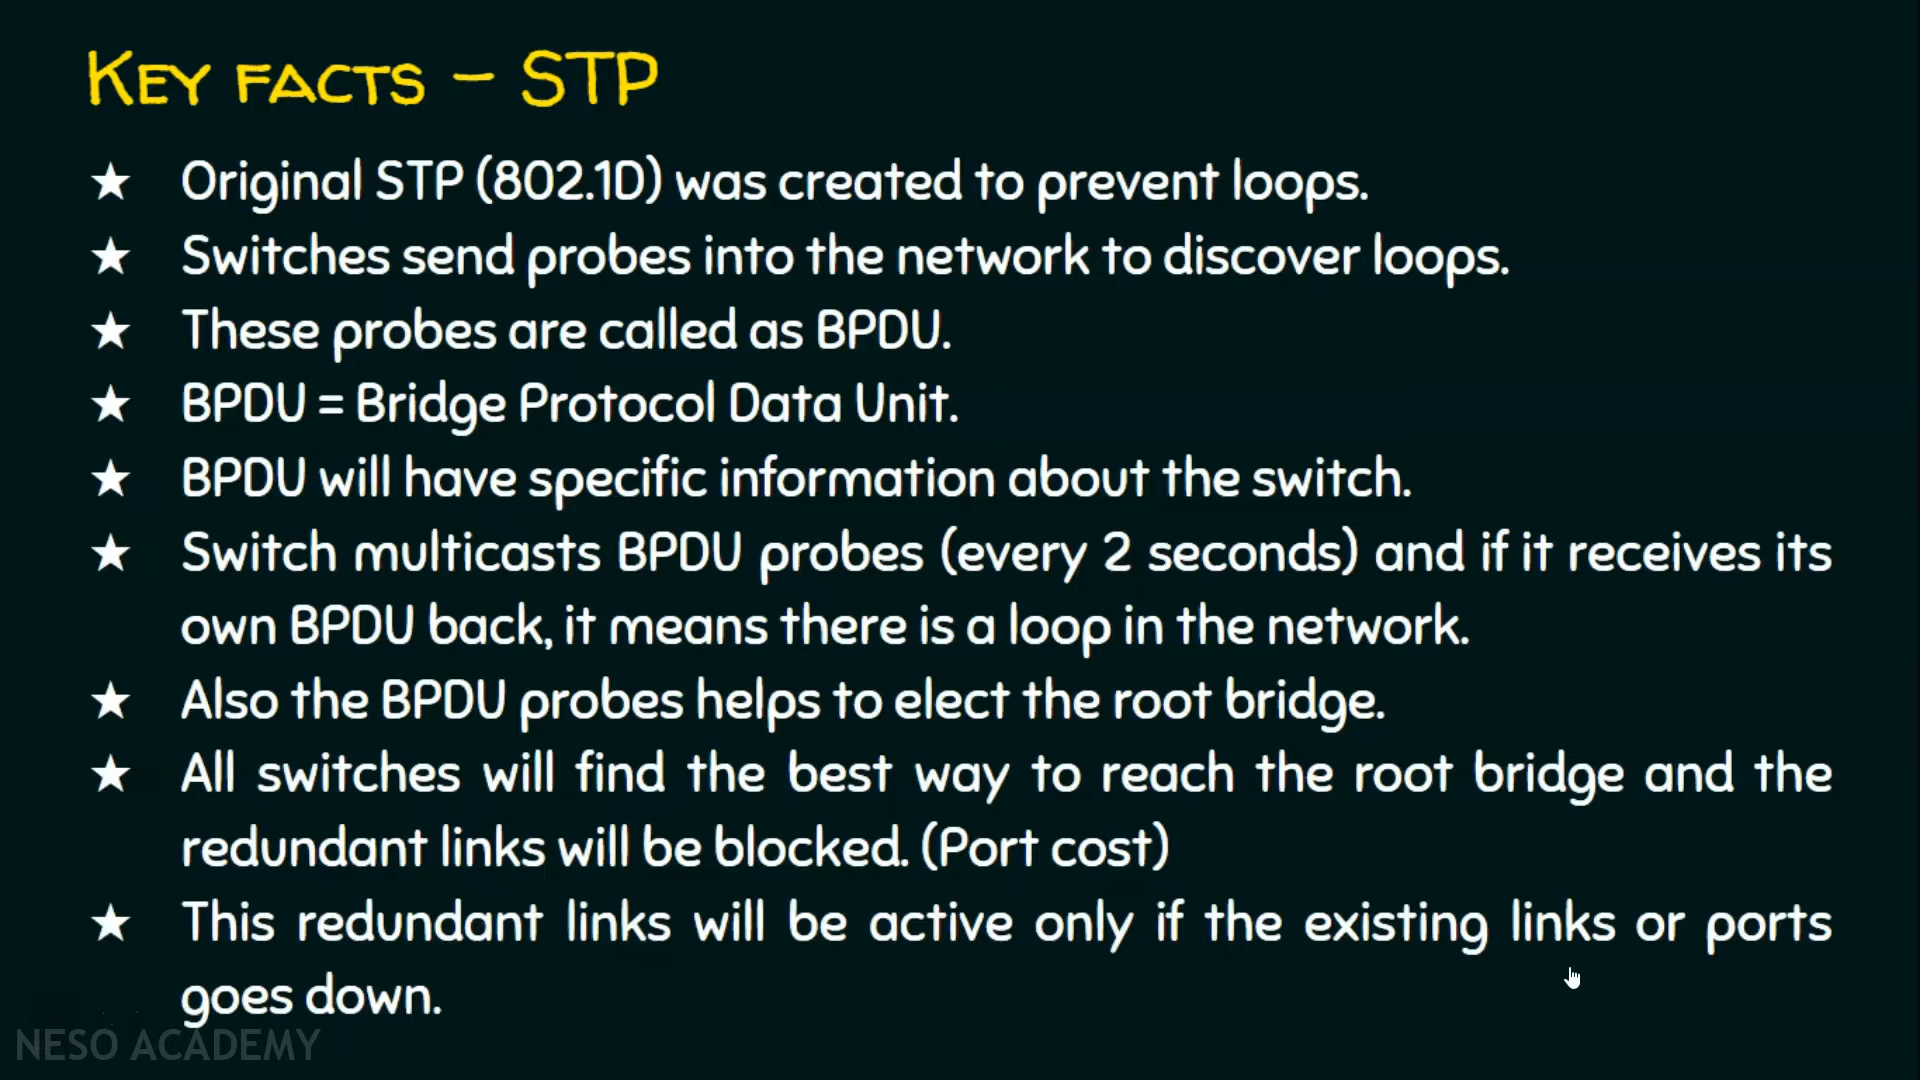 KEY FACTS – STP
★ Original STP (802.1D) was created to prevent loops.
★ Switches send probes into the network to discover loops.
★ These probes are called as BPDU.
★ BPDU = Bridge Protocol Data Unit.
★ BPDU will have specific information about the switch.
★ Switch multicasts BPDU probes (every 2 seconds) and if it receives its
own BPDU back, it means there is a loop in the network.
★ Also the BPDU probes helps to elect the root bridge.
★ All switches will find the best way to reach the root bridge and the
redundant links will be blocked. (Port cost)
★ This redundant links will be active only if the existing links or ports
goes down.
NESO ACADEMY